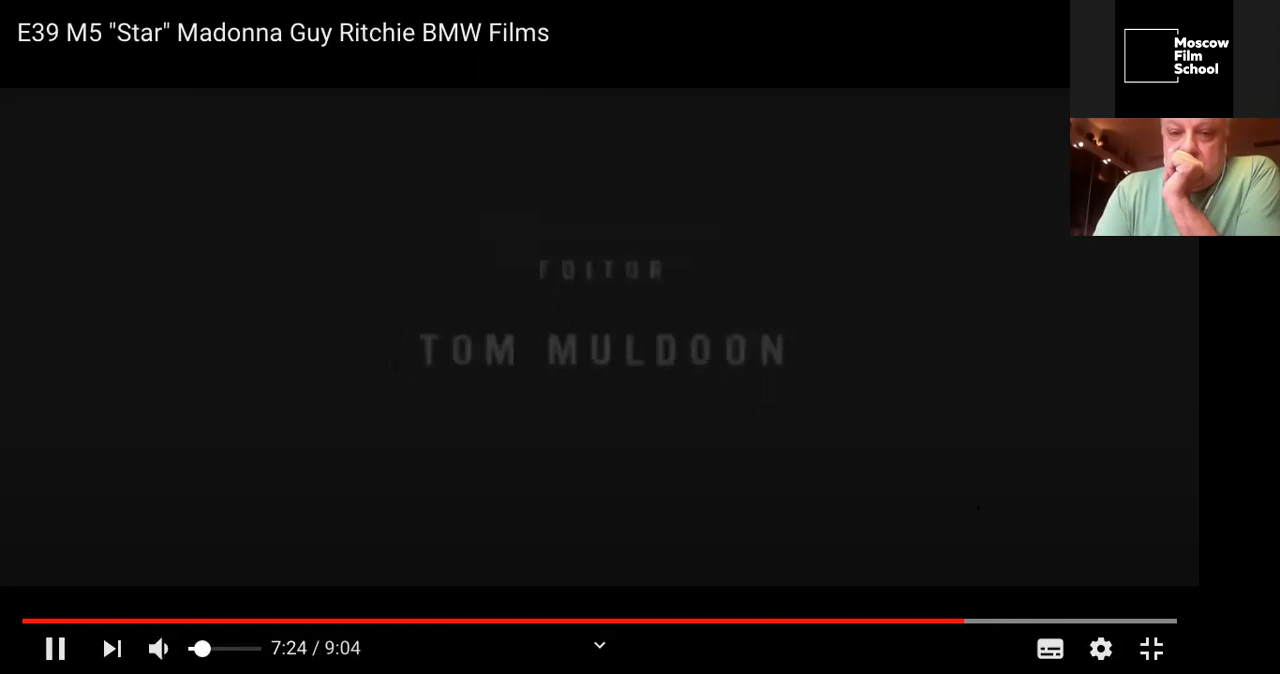 E39 M5 "Star" Madonna Guy Ritchie BMW Films
Moscow
Film
School
EDITOR
TOM MULDOON
7:24 / 9:04